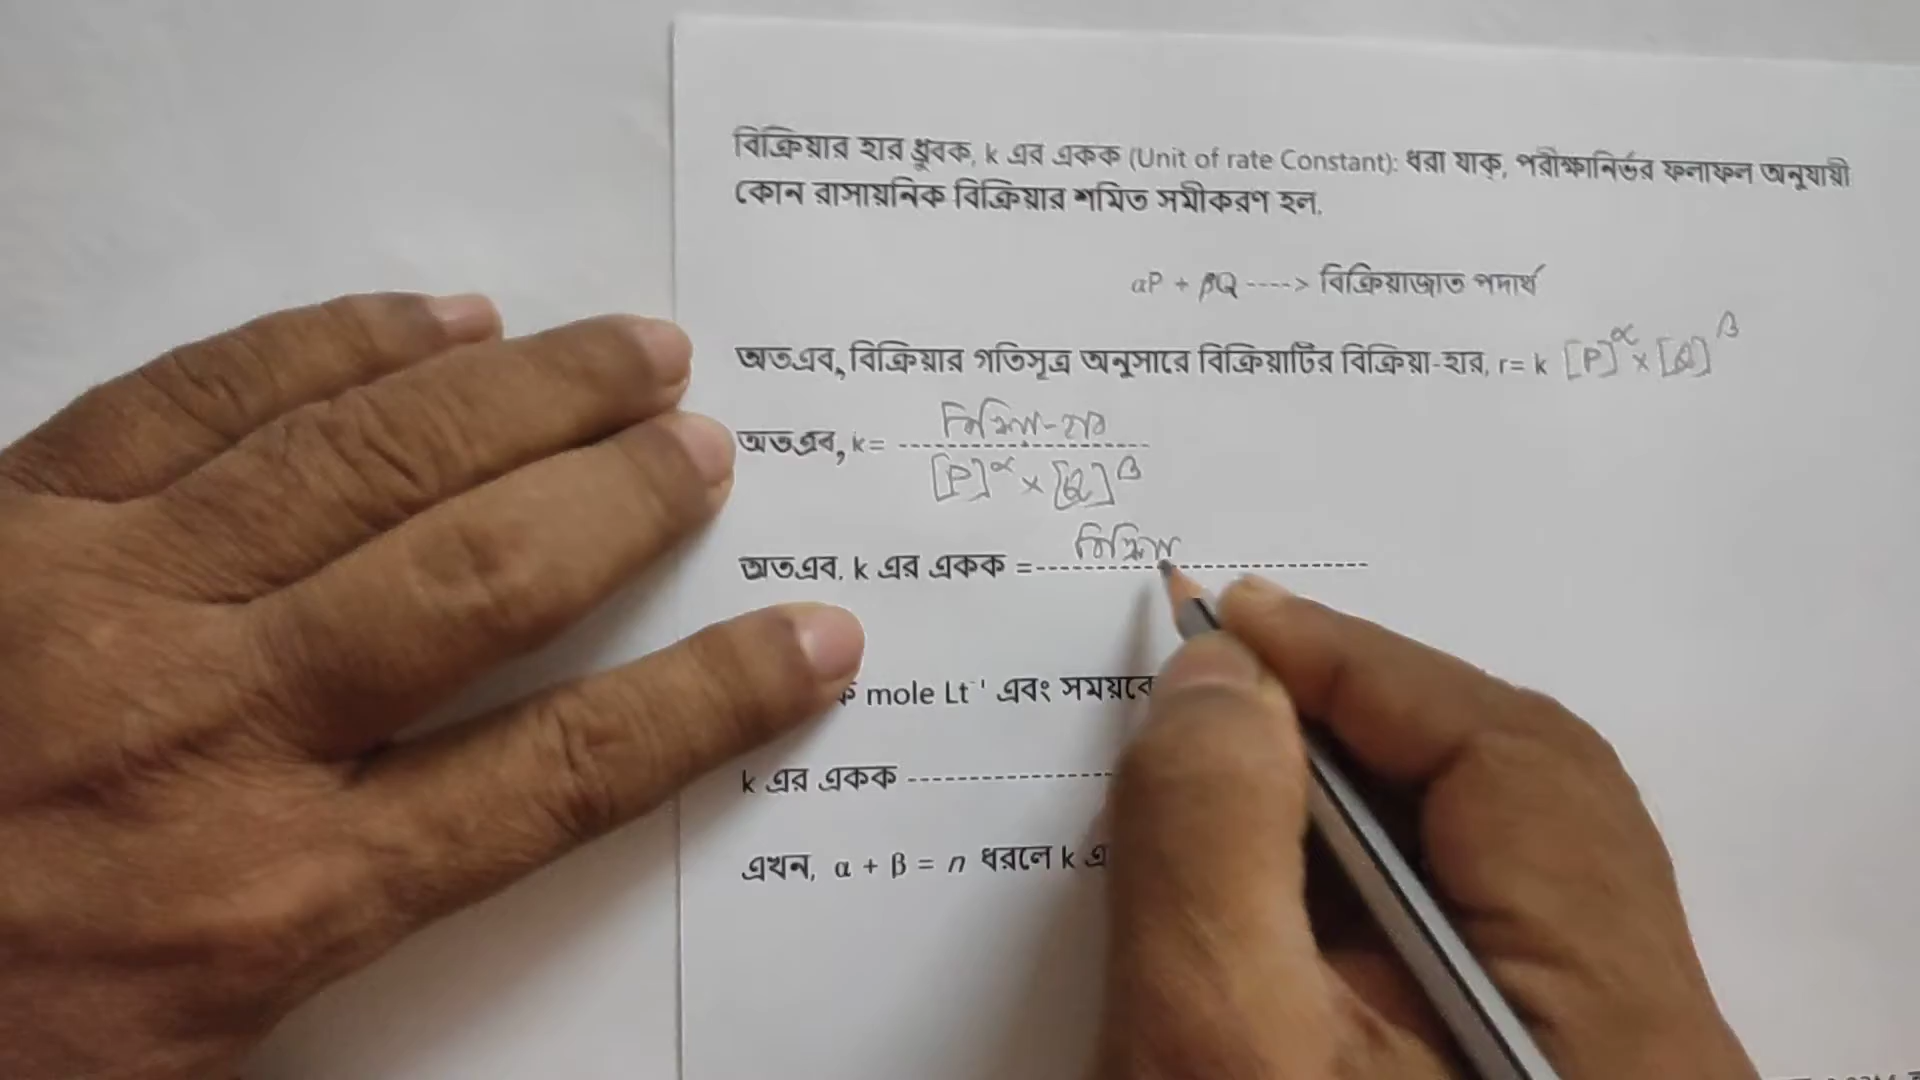 বিক্রিয়ার হার ধ্রুবক, k এর একক (Unit of rate Constant): ধরা যাক্, পরীক্ষানির্ভর ফলাফল অনুযায়ী
কোন রাসায়নিক বিক্রিয়ার শমিত সমীকরণ হল,
αP + βQ ----> বিক্রিয়াজাত পদার্থ
অতএব, বিক্রিয়ার গতিসূত্র অনুসারে বিক্রিয়াটির বিক্রিয়া-হার, r= k [P]^α × [Q]^β
বিক্রিয়া-হার
অতএব, k= --------------------
[P]^α × [Q]^β
বিক্রিয়া
অতএব, k এর একক =-----------------------------
ক mole Lt⁻¹ এবং সময়কে
k এর একক -----------------
এখন, α + β = n ধরলে k এ